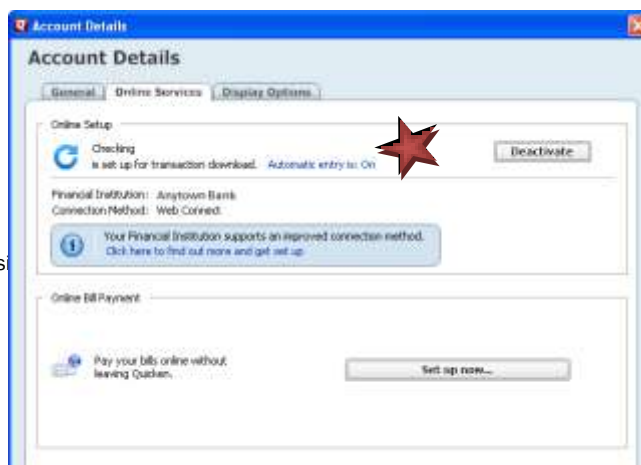 Account Details
Account Details
General
Online Services
Display Options
Online Setup
Checking
is set up for transaction download. Automatic entry is: On
Deactivate
Financial Institution: Anytown Bank
Connection Method: Web Connect
Your Financial Institution supports an improved connection method.
Click here to find out more and get set up
Online Bill Payment
Pay your bills online without
leaving Quicken.
Set up now...